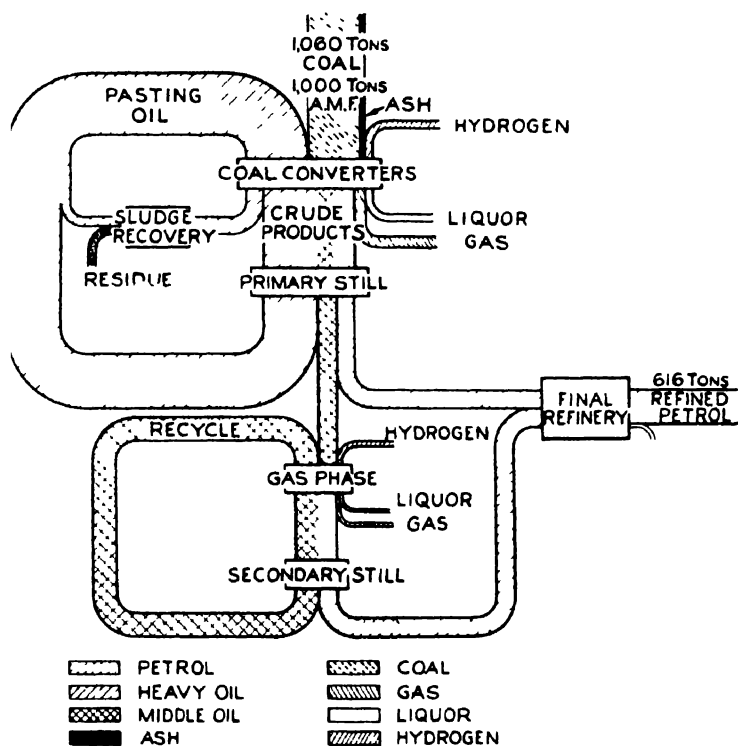 1,060 TONS
COAL
1,000 TONS
A.M.F.
ASH
PASTING
OIL
HYDROGEN
COAL CONVERTERS
SLUDGE
RECOVERY
CRUDE
PRODUCTS
LIQUOR
GAS
RESIDUE
PRIMARY STILL
616 TONS
REFINED
PETROL
FINAL
REFINERY
RECYCLE
HYDROGEN
GAS PHASE
LIQUOR
GAS
SECONDARY STILL
PETROL
HEAVY OIL
MIDDLE OIL
ASH
COAL
GAS
LIQUOR
HYDROGEN